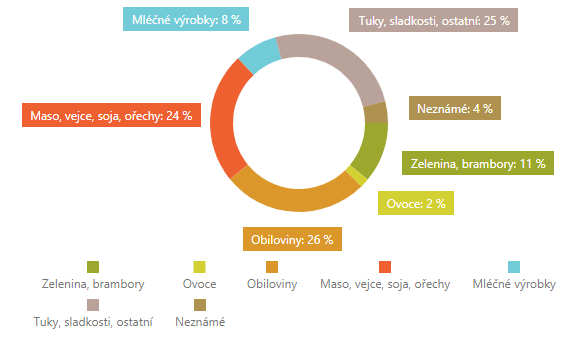 Mléčné výrobky: 8 %
Tuky, sladkosti, ostatní: 25 %
Maso, vejce, soja, ořechy: 24 %
Neznámé: 4 %
Zelenina, brambory: 11 %
Ovoce: 2 %
Obiloviny: 26 %
Zelenina, brambory
Ovoce
Obiloviny
Maso, vejce, soja, ořechy
Mléčné výrobky
Tuky, sladkosti, ostatní
Neznámé